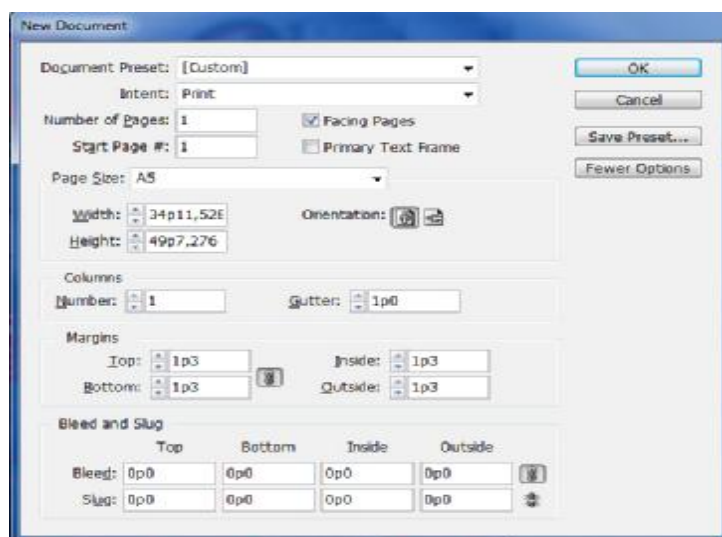 New Document
Document Preset: [Custom] OK
Intent: Print Cancel
Number of Pages: 1 Facing Pages
Start Page #: 1 Primary Text Frame Save Preset...
Page Size: A5 Fewer Options
Width: 34p11,528 Orientation:
Height: 49p7,276
Columns
Number: 1 Gutter: 1p0
Margins
Top: 1p3 Inside: 1p3
Bottom: 1p3 Outside: 1p3
Bleed and Slug
Top Bottom Inside Outside
Bleed: 0p0 0p0 0p0 0p0
Slug: 0p0 0p0 0p0 0p0